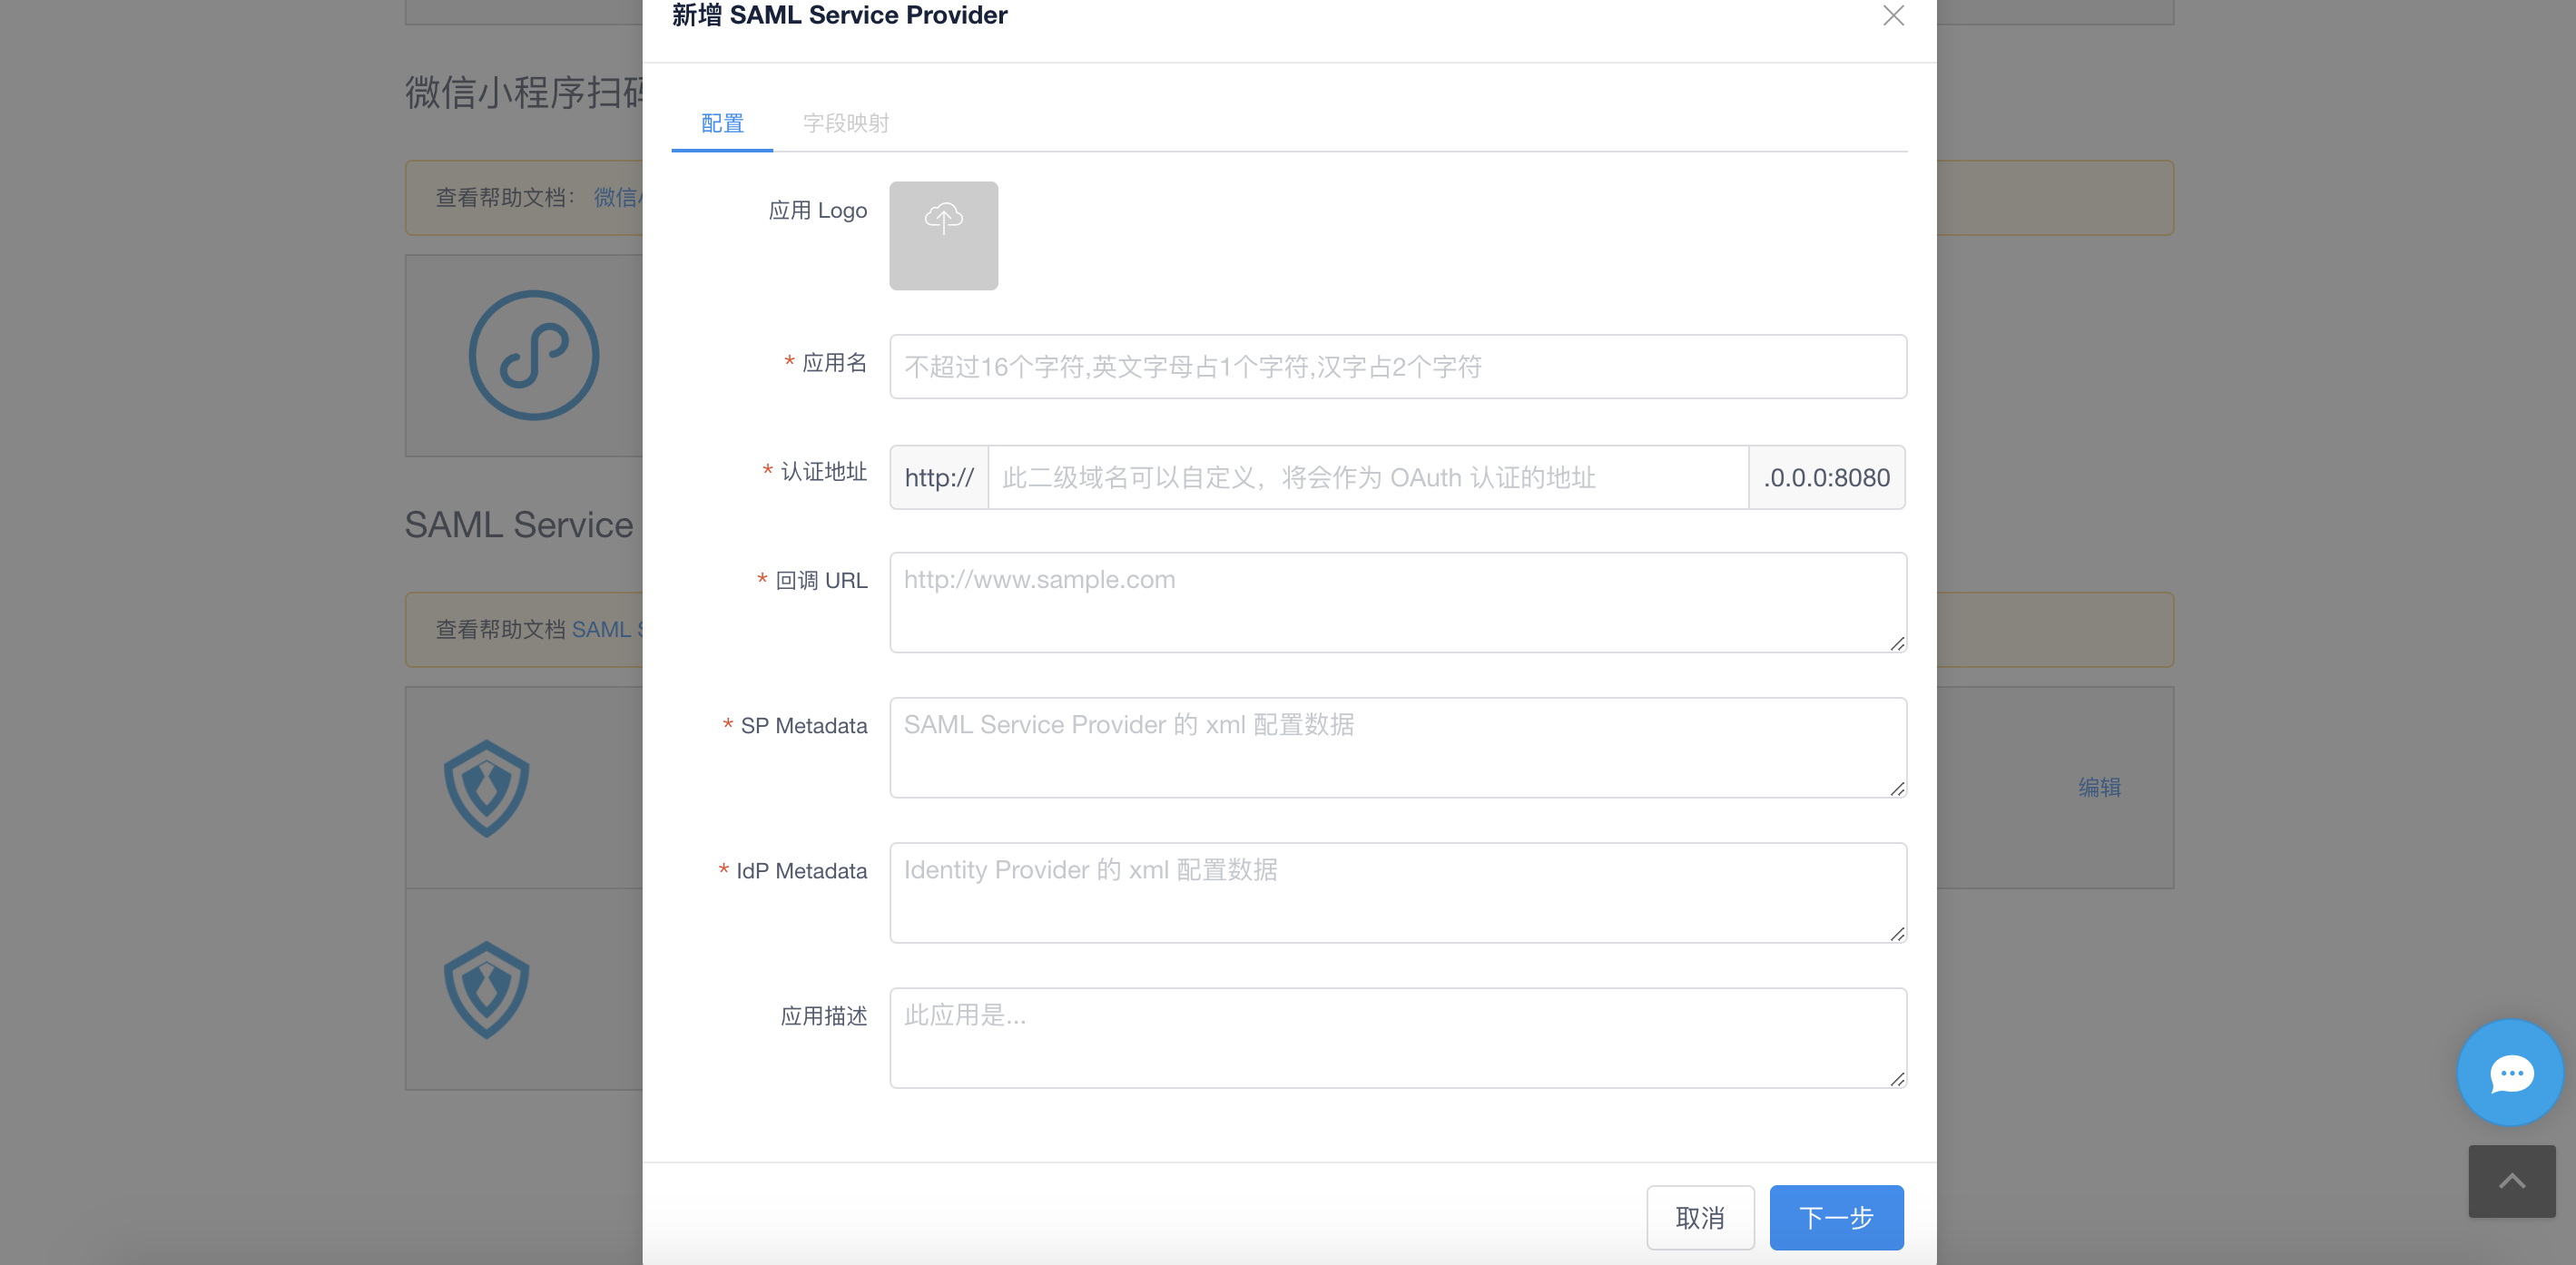 新增 SAML Service Provider
微信小程序扫
配置
字段映射
查看帮助文档： 微信
应用 Logo
* 应用名
不超过16个字符,英文字母占1个字符,汉字占2个字符
* 认证地址
http://
此二级域名可以自定义，将会作为 OAuth 认证的地址
.0.0.0:8080
SAML Service
* 回调 URL
http://www.sample.com
查看帮助文档 SAML
* SP Metadata
SAML Service Provider 的 xml 配置数据
编辑
* IdP Metadata
Identity Provider 的 xml 配置数据
应用描述
此应用是...
取消
下一步